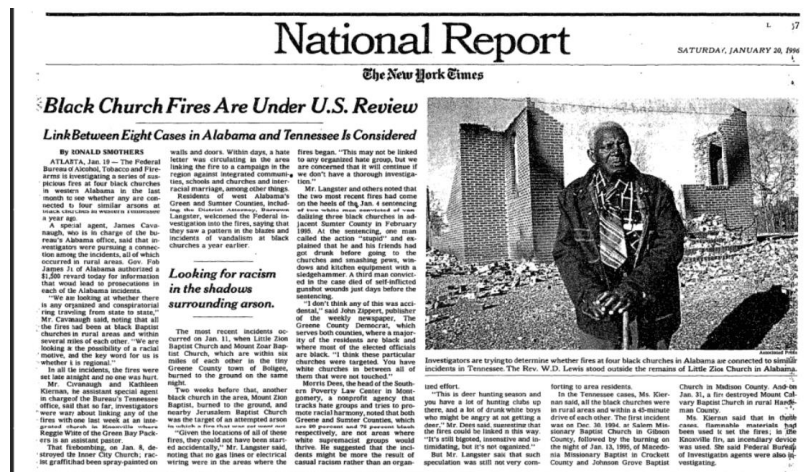 National Report
SATURDAY, JANUARY 20, 1996
The New York Times
Black Church Fires Are Under U.S. Review
Link Between Eight Cases in Alabama and Tennessee Is Considered
By RONALD SMOTHERS
ATLANTA, Jan. 19 — The Federal
Bureau of Alcohol, Tobacco and Fire-
arms is investigating a series of sus-
picious fires at four black churches
in western Alabama in the last
month to see whether any are con-
nected to four similar arsons at
black churches in western Tennessee
a year ago.
A special agent, James Cava-
naugh, who is in charge of the bu-
reau's Alabama office, said that in-
vestigators were pursuing a connec-
tion among the incidents, all of which
occurred in rural areas. Gov. Fob
James Jr. of Alabama authorized a
reward today for information
that would lead to prosecutions in
each of the Alabama incidents.
"We are looking at whether there
is any organized and conspiratorial
ring traveling from state to state,"
Mr. Cavanaugh said, noting that all
the fires had been at black Baptist
churches in rural areas and within
several miles of each other. "We are
looking at the possibility of a racial
motive, and the key word for us is
whether it is regional."
In all the incidents, the fires were
set late at night and no one was hurt.
Mr. Cavanaugh and Kathleen
Kiernan, he assistant special agent
in charge of the Bureau's Tennessee
office, said that so far, investigators
were wary about linking any of the
fires with one last week at an inte-
grated church in Knoxville where
Reggie White of the Green Bay Pack-
ers is an assistant pastor.
That firebombing, on Jan. 8, de-
stroyed the Inner City Church; rac-
ist graffiti had been spray-painted on
walls and doors. Within days, a hate
letter was circulating in the area
linking the fire to a campaign in the
region against integrated communi-
ties, schools and churches and inter-
racial marriage, among other things.
Residents of west Alabama's
Green and Sumter Counties, includ-
ing the District Attorney, Barrown
Langster, welcomed the Federal in-
vestigation into the fires, saying that
they saw a pattern in the blazes and
incidents of vandalism at black
churches a year earlier.
Looking for racism
in the shadows
surrounding arson.
The most recent incidents oc-
curred on Jan. 11, when Little Zion
Baptist Church and Mount Zoar Bap-
tist Church, which are within six
miles of each other in the tiny
Greene County town of Boligee,
burned to the ground on the same
night.
Two weeks before that, another
black church in the area, Mount Zion
Baptist, burned to the ground, and
nearby Jerusalem Baptist Church
was the target of an attempted arson
in which a fire that was set went out.
"Given the locations of all of these
fires, they could not have been start-
ed accidentally," Mr. Langster said,
noting that no gas lines or electrical
wiring were in the areas where the
fires began. "This may not be linked
to any organized hate group, but we
are concerned that it will continue if
we don't have a thorough investiga-
tion."
Mr. Langster and others noted that
the two most recent fires had come
on the heels of the Jan. 4 sentencing
of two white men convicted of van-
dalizing three black churches in ad-
jacent Sumter County in February
1995. At the sentencing, one man
called the action "stupid" and ex-
plained that he and his friends had
got drunk before going to the
churches and smashing pews, win-
dows and kitchen equipment with a
sledgehammer. A third man convict-
ed in the case died of self-inflicted
gunshot wounds just days before the
sentencing.
"I don't think any of this was acci-
dental," said John Zippert, publisher
of the weekly newspaper, The
Greene County Democrat, which
serves both counties, where a major-
ity of the residents are black and
where most of the elected officials
are black. "I think these particular
churches were targeted. You have
white churches in between all of
them that were not touched."
Morris Dees, the head of the South-
ern Poverty Law Center in Mont-
gomery, a nonprofit agency that
tracks hate groups and tries to pro-
mote racial harmony, noted that both
Greene and Sumter Counties, which
are 80 percent and 70 percent black
respectively, are not areas where
white supremacist groups would
thrive. He suggested that the inci-
dents might be more the result of
casual racism rather than an organ-
Associated Press
Investigators are trying to determine whether fires at four black churches in Alabama are connected to similar
incidents in Tennessee. The Rev. W.D. Lewis stood outside the remains of Little Zion Church in Alabama.
ized effort.
"This is deer hunting season and
you have a lot of hunting clubs up
there, and a lot of drunk white boys
who might be angry at not getting a
deer," Mr. Dees said, suggesting that
the fires could be linked in this way.
"It's still bigoted, insensitive and in-
timidating, but it's not organized."
But Mr. Langster said that such
speculation was still not very com-
forting to area residents.
In the Tennessee cases, Ms. Kier-
nan said, all the black churches were
in rural areas and within a 45-minute
drive of each other. The first incident
was on Dec. 30, 1994, at Salem Mis-
sionary Baptist Church in Gibson
County, followed by the burning on
the night of Jan. 13, 1995, of Macedo-
nia Missionary Baptist in Crockett
County and Johnson Grove Baptist
Church in Madison County. And on
Jan. 31, a fire destroyed Mount Cal-
vary Baptist Church in rural Harde-
man County.
Ms. Kiernan said that in those
cases, flammable materials had
been used to set the fires; in the
Knoxville fire, an incendiary device
was used. She said Federal Bureau
of Investigation agents were also in-
vestigating.